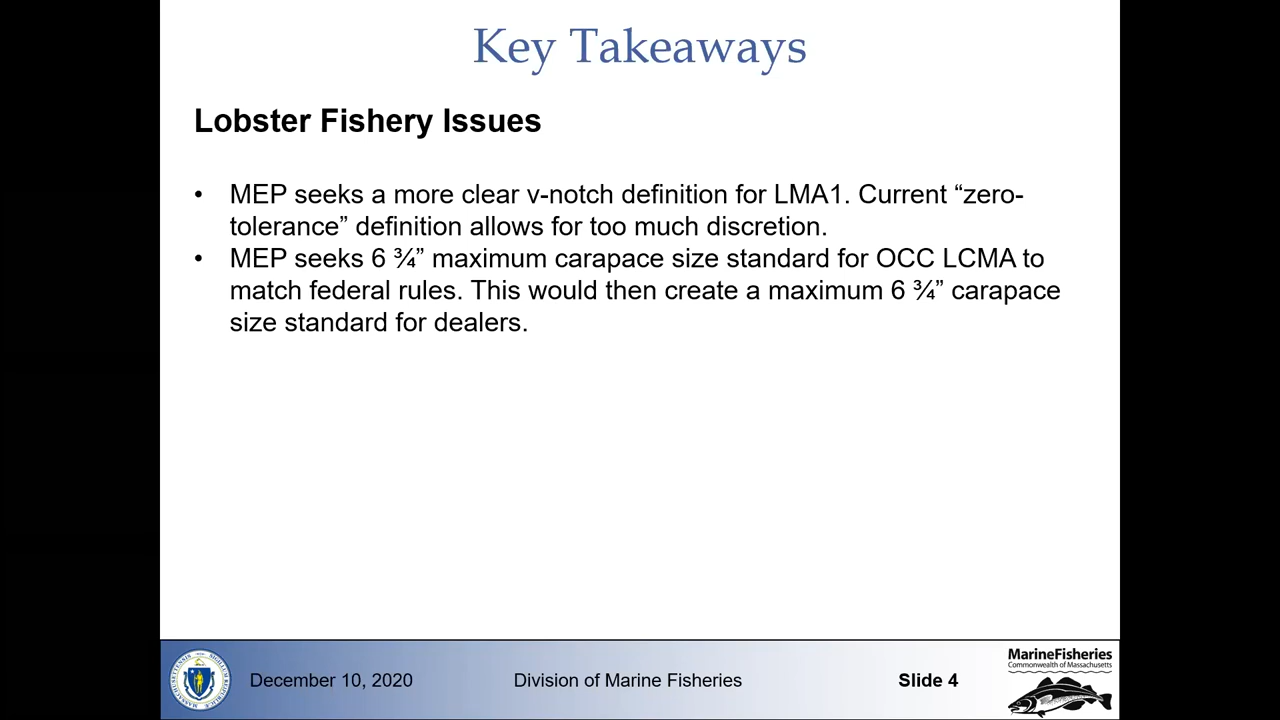 Key Takeaways
Lobster Fishery Issues
• MEP seeks a more clear v-notch definition for LMA1. Current “zero-
tolerance” definition allows for too much discretion.
• MEP seeks 6 ¾” maximum carapace size standard for OCC LCMA to
match federal rules. This would then create a maximum 6 ¾” carapace
size standard for dealers.
December 10, 2020
Division of Marine Fisheries
Slide 4
MarineFisheries
Commonwealth of Massachusetts